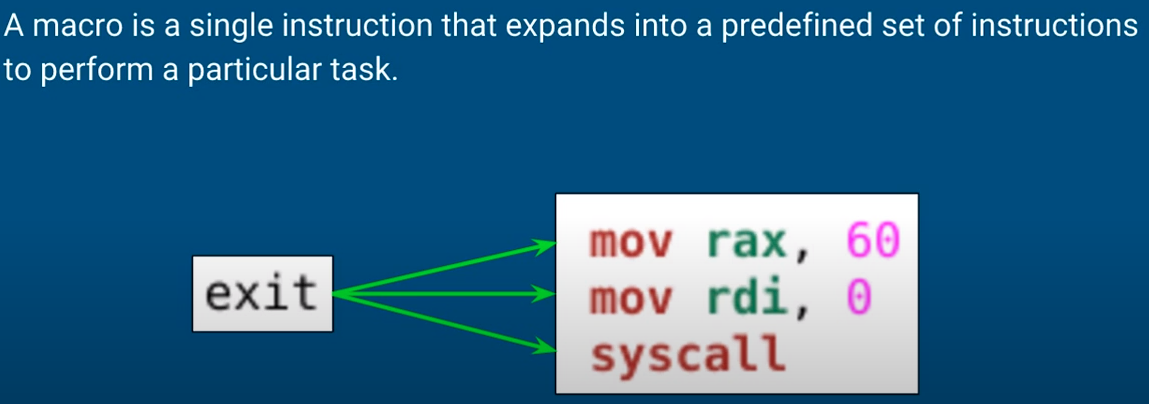 A macro is a single instruction that expands into a predefined set of instructions
to perform a particular task.
exit
mov rax, 60
mov rdi, 0
syscall